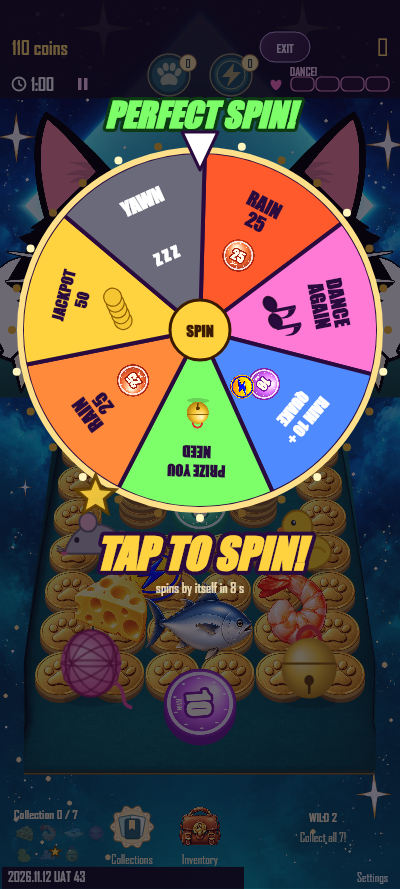 110 coins
0
0
EXIT
1:00
DANCE!
PERFECT SPIN!
YAWN
ZZZ
RAIN
25
25
DANCE
AGAIN
JACKPOT
50
SPIN
RAIN
25
25
RAIN 10 +
QUAKE
10
PRIZE YOU
NEED
TAP TO SPIN!
spins by itself in 8 s
10
Collection 0 / 7
WILD 2
Collect all 7!
Collections
Inventory
2026.11.12 UAT 43
Settings